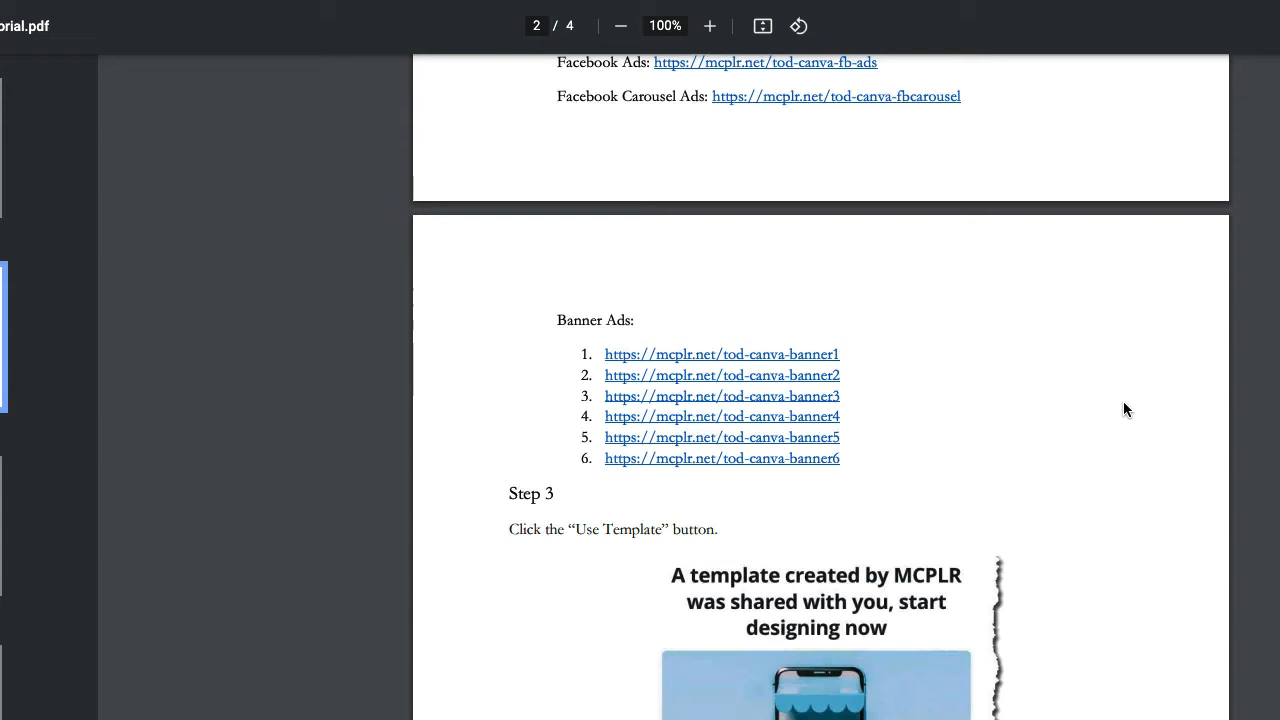 orial.pdf
2 / 4
100%
Facebook Ads: https://mcplr.net/tod-canva-fb-ads
Facebook Carousel Ads: https://mcplr.net/tod-canva-fbcarousel
Banner Ads:
1. https://mcplr.net/tod-canva-banner1
2. https://mcplr.net/tod-canva-banner2
3. https://mcplr.net/tod-canva-banner3
4. https://mcplr.net/tod-canva-banner4
5. https://mcplr.net/tod-canva-banner5
6. https://mcplr.net/tod-canva-banner6
Step 3
Click the “Use Template” button.
A template created by MCPLR
was shared with you, start
designing now